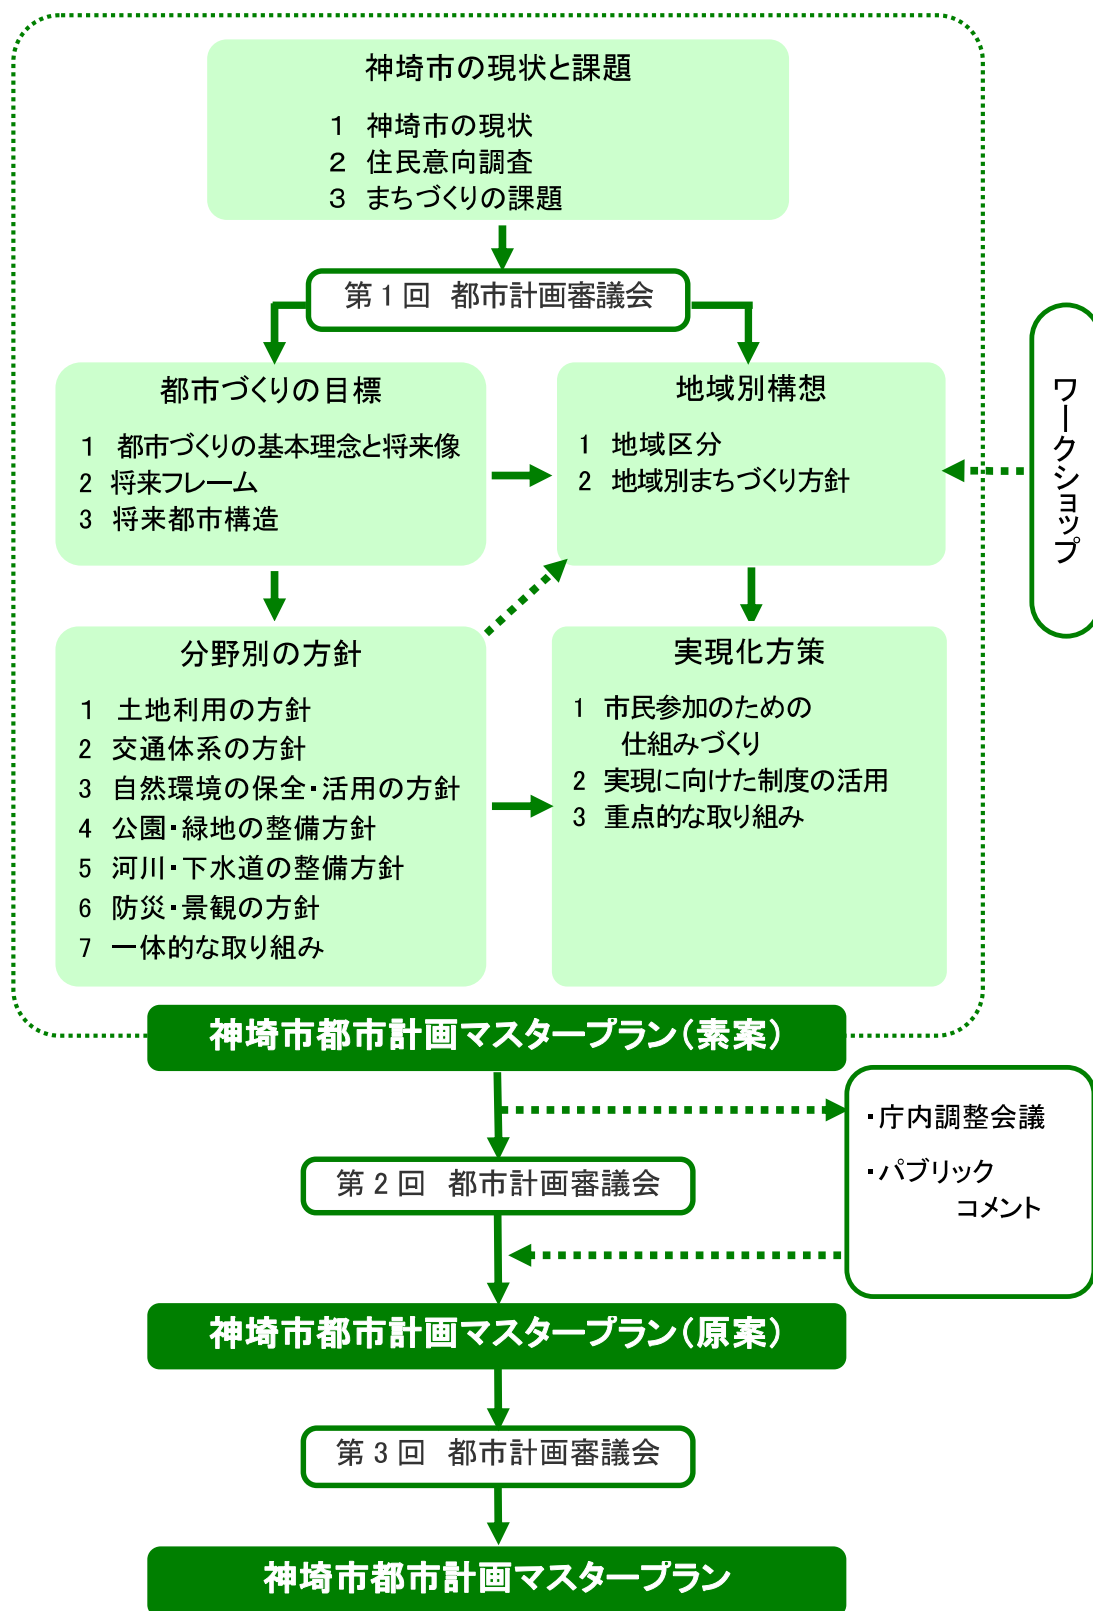 神埼市の現状と課題
1 神埼市の現状
2 住民意向調査
3 まちづくりの課題
第1回 都市計画審議会
都市づくりの目標
1 都市づくりの基本理念と将来像
2 将来フレーム
3 将来都市構造
地域別構想
1 地域区分
2 地域別まちづくり方針
ワークショップ
分野別の方針
1 土地利用の方針
2 交通体系の方針
3 自然環境の保全・活用の方針
4 公園・緑地の整備方針
5 河川・下水道の整備方針
6 防災・景観の方針
7 一体的な取り組み
実現化方策
1 市民参加のための
仕組みづくり
2 実現に向けた制度の活用
3 重点的な取り組み
神埼市都市計画マスタープラン(素案)
・庁内調整会議
・パブリック
コメント
第2回 都市計画審議会
神埼市都市計画マスタープラン(原案)
第3回 都市計画審議会
神埼市都市計画マスタープラン